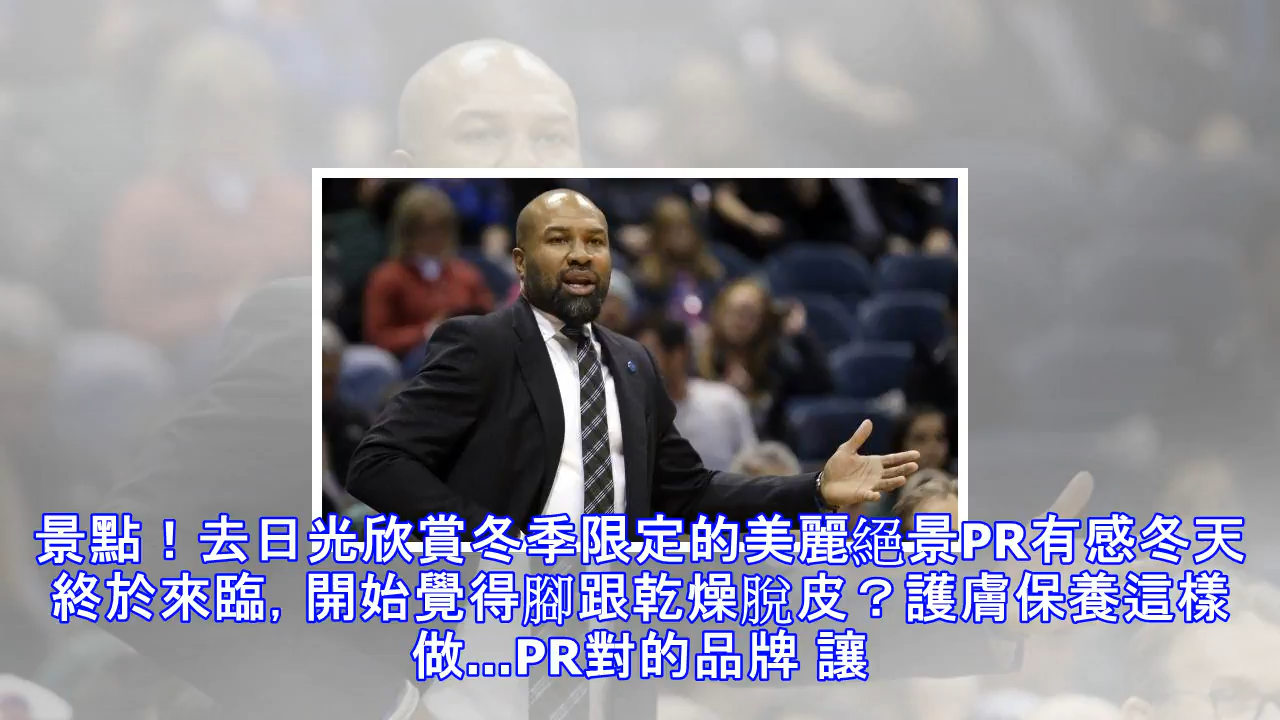 景點！去日光欣賞冬季限定的美麗絕景PR有感冬天
終於來臨, 開始覺得腳跟乾燥脫皮？護膚保養這樣
做...PR對的品牌 讓